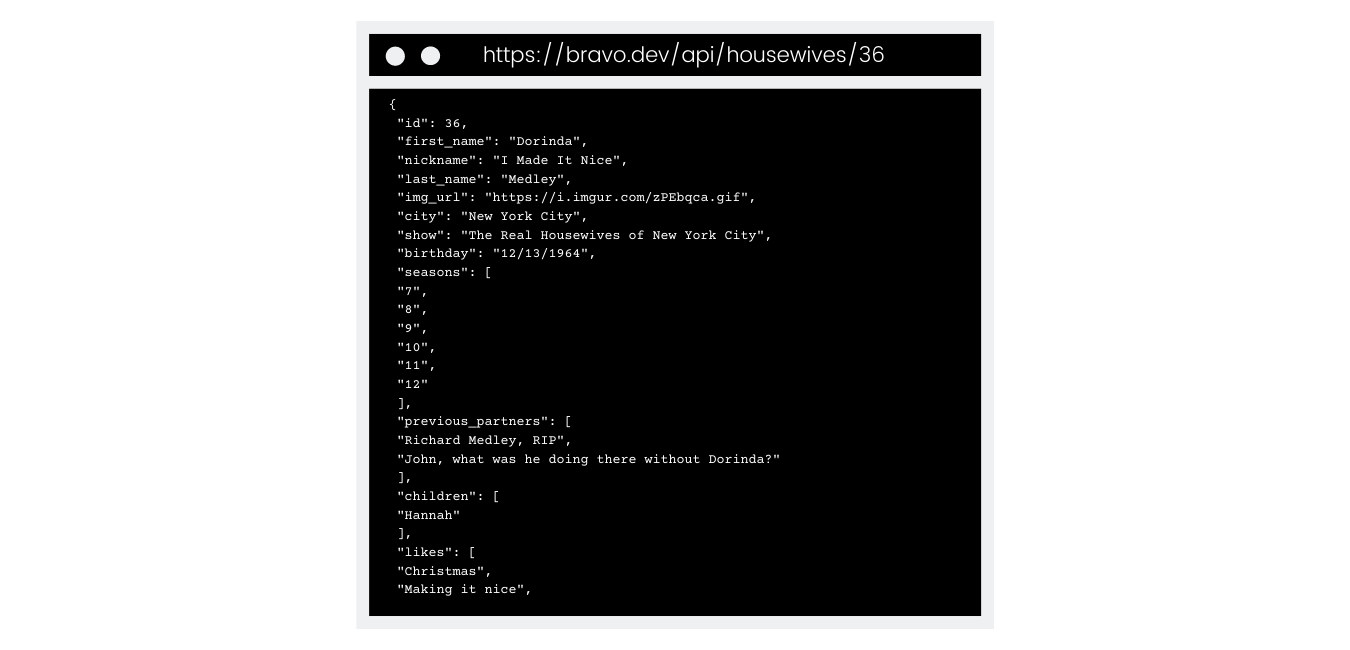 https://bravo.dev/api/housewives/36
{
"id": 36,
"first_name": "Dorinda",
"nickname": "I Made It Nice",
"last_name": "Medley",
"img_url": "https://i.imgur.com/zPEbqca.gif",
"city": "New York City",
"show": "The Real Housewives of New York City",
"birthday": "12/13/1964",
"seasons": [
"7",
"8",
"9",
"10",
"11",
"12"
],
"previous_partners": [
"Richard Medley, RIP",
"John, what was he doing there without Dorinda?"
],
"children": [
"Hannah"
],
"likes": [
"Christmas",
"Making it nice",